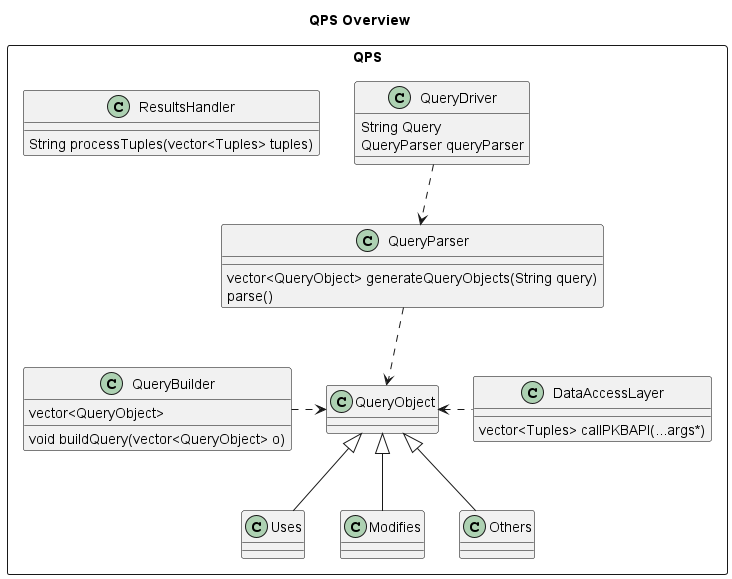 QPS Overview
QPS
C ResultsHandler
String processTuples(vector<Tuples> tuples)
C QueryDriver
String Query
QueryParser queryParser
C QueryParser
vector<QueryObject> generateQueryObjects(String query)
parse()
C QueryBuilder
vector<QueryObject>
void buildQuery(vector<QueryObject> o)
C QueryObject
C DataAccessLayer
vector<Tuples> callPKBAPI(...args*)
C Uses
C Modifies
C Others